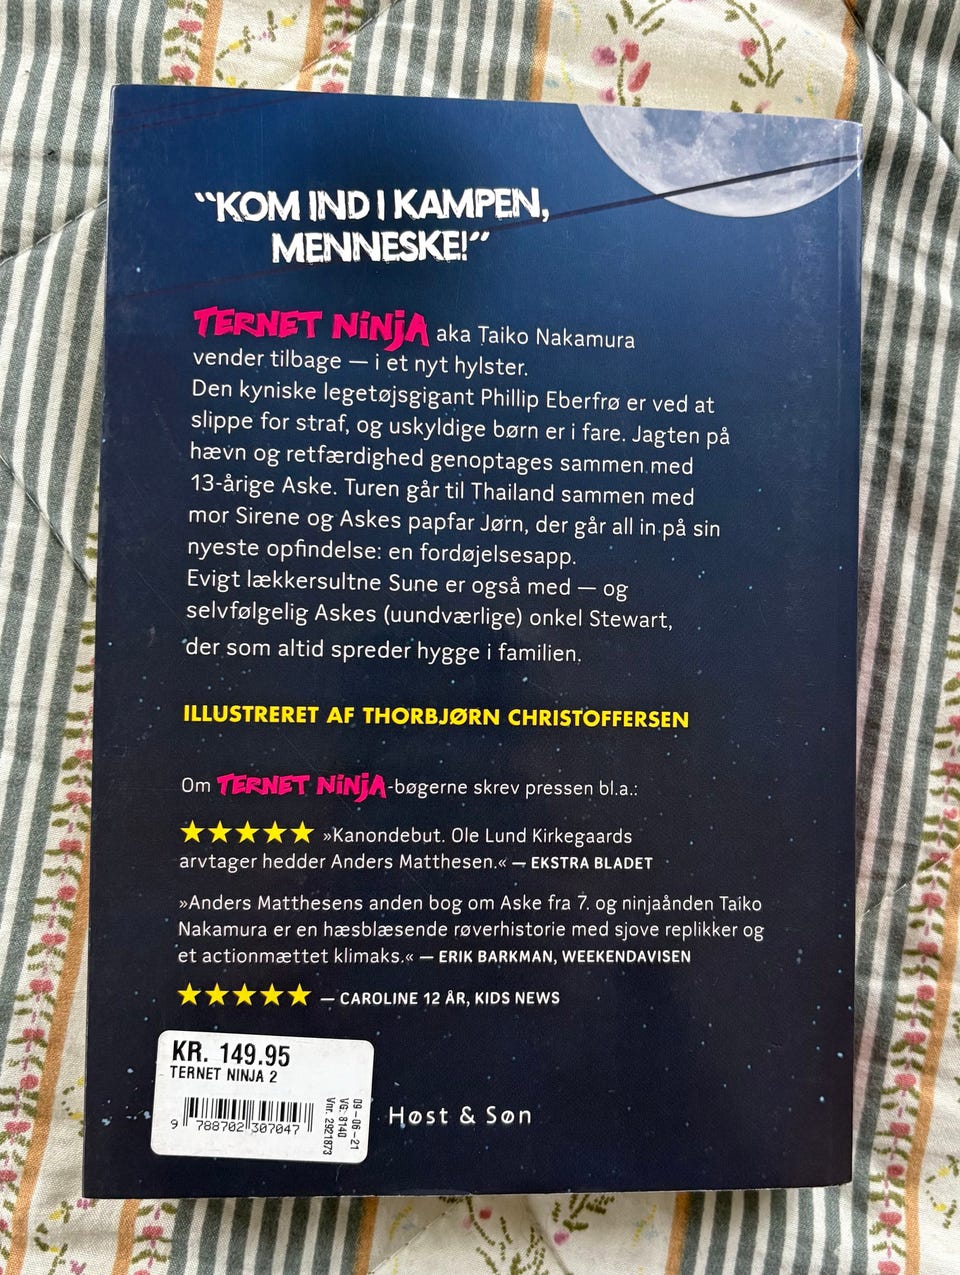 “KOM IND I KAMPEN,
MENNESKE!”
TERNET NINJA aka Taiko Nakamura
vender tilbage — i et nyt hylster.
Den kyniske legetøjsgigant Phillip Eberfrø er ved at
slippe for straf, og uskyldige børn er i fare. Jagten på
hævn og retfærdighed genoptages sammen med
13-årige Aske. Turen går til Thailand sammen med
mor Sirene og Askes papfar Jørn, der går all in på sin
nyeste opfindelse: en fordøjelsesapp.
Evigt lækkersultne Sune er også med — og
selvfølgelig Askes (uundværlige) onkel Stewart,
der som altid spreder hygge i familien.
ILLUSTRERET AF THORBJØRN CHRISTOFFERSEN
Om TERNET NINJA-bøgerne skrev pressen bl.a.:
★★★★★ »Kanondebut. Ole Lund Kirkegaards
arvtager hedder Anders Matthesen.« — EKSTRA BLADET
»Anders Matthesens anden bog om Aske fra 7. og ninjaånden Taiko
Nakamura er en hæsblæsende røverhistorie med sjove replikker og
et actionmættet klimaks.« — ERIK BARKMAN, WEEKENDAVISEN
★★★★★ — CAROLINE 12 ÅR, KIDS NEWS
KR. 149.95
TERNET NINJA 2
9 788702 307047
09-06-21
VG: 8140
Vnr. 2921873
Høst & Søn